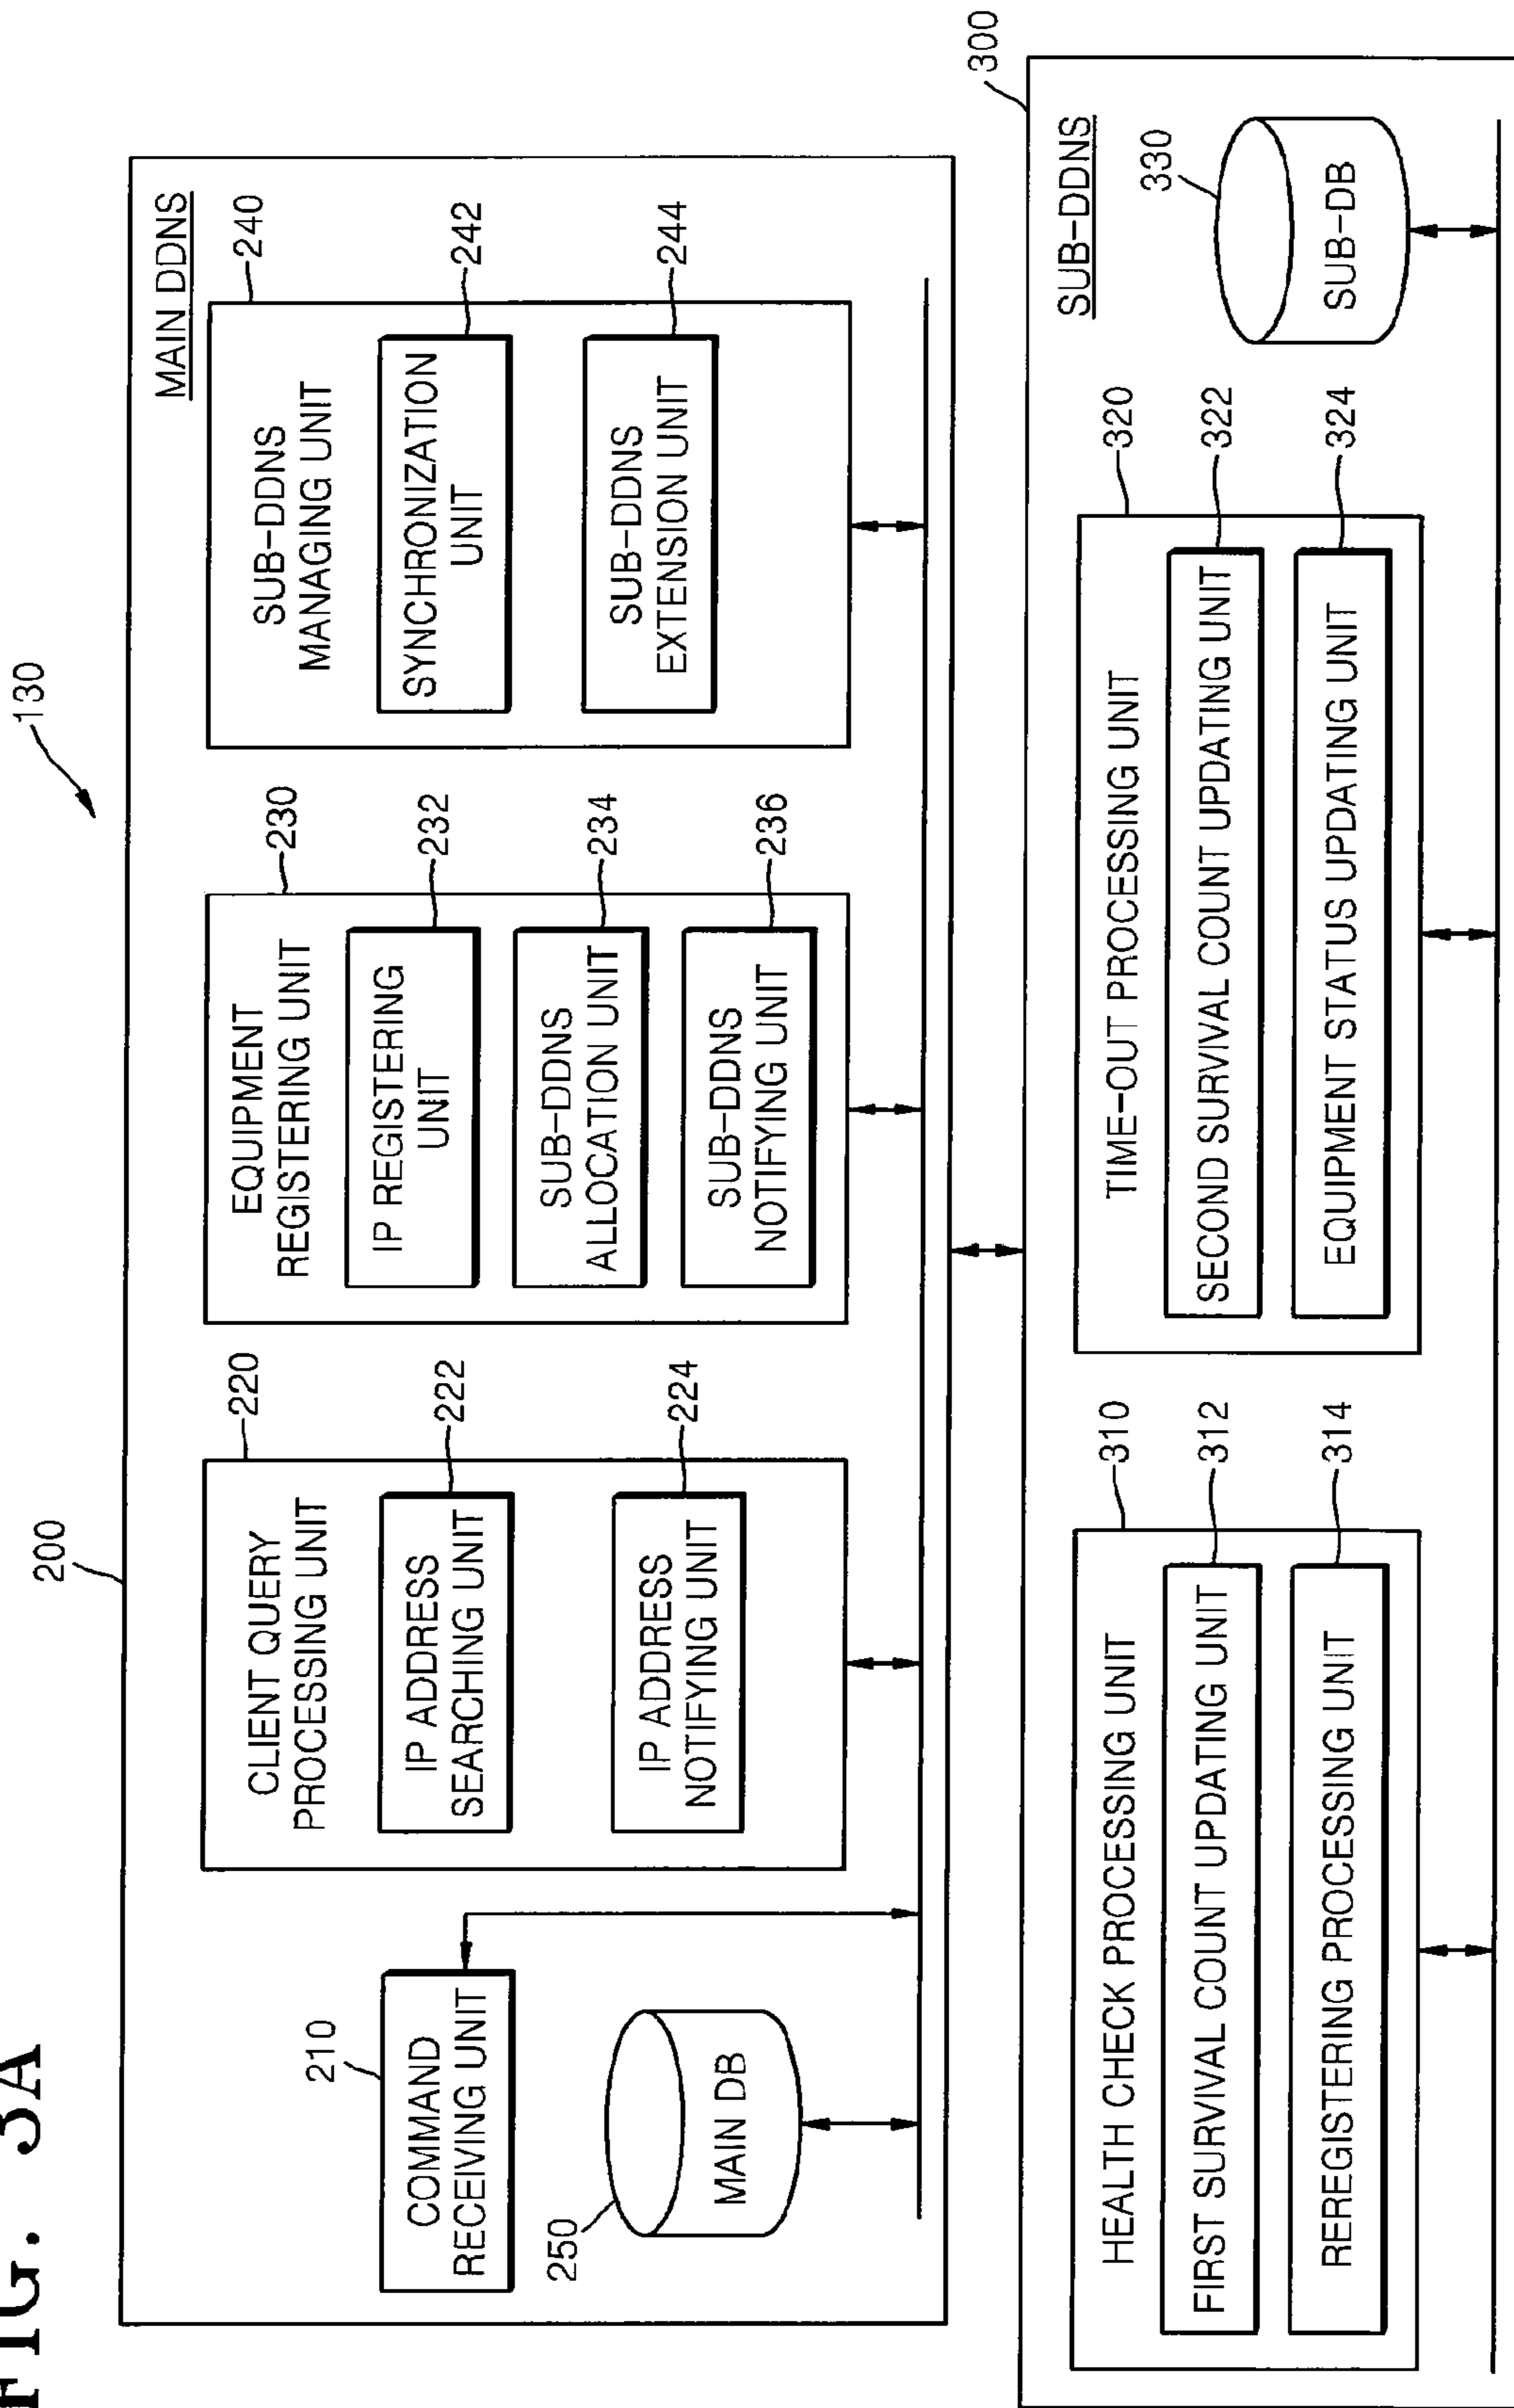 FIG. 3A
130
200
MAIN DDNS
210
COMMAND
RECEIVING UNIT
250
MAIN DB
220
CLIENT QUERY
PROCESSING UNIT
222
IP ADDRESS
SEARCHING UNIT
224
IP ADDRESS
NOTIFYING UNIT
230
EQUIPMENT
REGISTERING UNIT
232
IP REGISTERING
UNIT
234
SUB-DDNS
ALLOCATION UNIT
236
SUB-DDNS
NOTIFYING UNIT
240
SUB-DDNS
MANAGING UNIT
242
SYNCHRONIZATION
UNIT
244
SUB-DDNS
EXTENSION UNIT
300
SUB-DDNS
310
HEALTH CHECK PROCESSING UNIT
312
FIRST SURVIVAL COUNT UPDATING UNIT
314
REREGISTERING PROCESSING UNIT
320
TIME-OUT PROCESSING UNIT
322
SECOND SURVIVAL COUNT UPDATING UNIT
324
EQUIPMENT STATUS UPDATING UNIT
330
SUB-DB